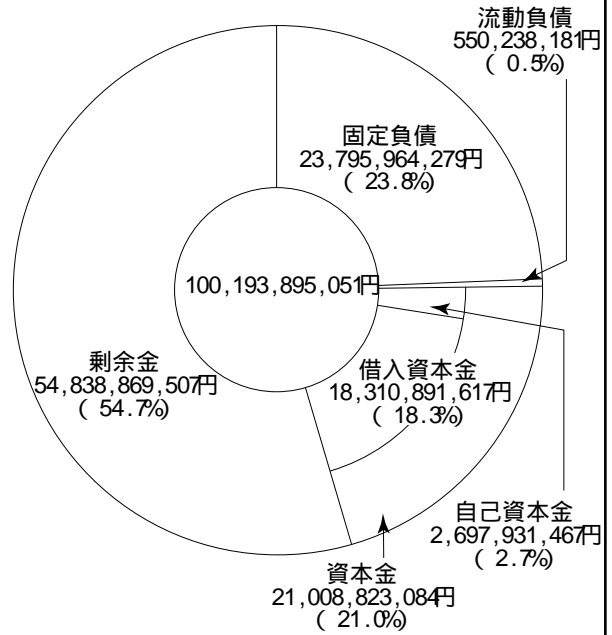 流動負債
550,238,181円
( 0.5%)
固定負債
23,795,964,279円
( 23.8%)
100,193,895,051円
剰余金
54,838,869,507円
( 54.7%)
借入資本金
18,310,891,617円
( 18.3%)
自己資本金
2,697,931,467円
( 2.7%)
資本金
21,008,823,084円
( 21.0%)